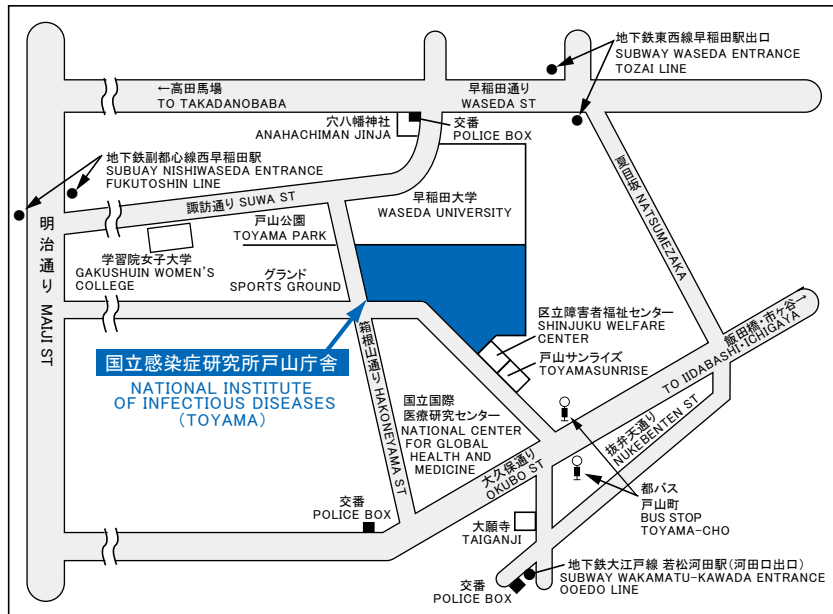 地下鉄東西線早稲田駅出口
SUBWAY WASEDA ENTRANCE
TOZAI LINE
←高田馬場
TO TAKADANOBABA
早稲田通り
WASEDA ST
穴八幡神社
ANAHACHIMAN JINJA
交番
POLICE BOX
地下鉄副都心線西早稲田駅
SUBUAY NISHIWASEDA ENTRANCE
FUKUTOSHIN LINE
諏訪通り SUWA ST
早稲田大学
WASEDA UNIVERSITY
夏目坂 NATSUMEZAKA
戸山公園
TOYAMA PARK
明治通り MAIJI ST
学習院女子大学
GAKUSHUIN WOMEN'S
COLLEGE
グランド
SPORTS GROUND
区立障害者福祉センター
SHINJUKU WELFARE
CENTER
飯田橋・市ケ谷→
TO IIDABASHI・ICHIGAYA
国立感染症研究所戸山庁舎
NATIONAL INSTITUTE
OF INFECTIOUS DISEASES
(TOYAMA)
箱根山通り HAKONEYAMA ST
戸山サンライズ
TOYAMASUNRISE
国立国際
医療研究センター
NATIONAL CENTER
FOR GLOBAL
HEALTH AND
MEDICINE
大久保通り
OKUBO ST
抜弁天通り
NUKEBENTEN ST
都バス
戸山町
BUS STOP
TOYAMA-CHO
交番
POLICE BOX
大願寺
TAIGANJI
地下鉄大江戸線 若松河田駅(河田口出口)
SUBWAY WAKAMATU-KAWADA ENTRANCE
OOEDO LINE
交番
POLICE BOX